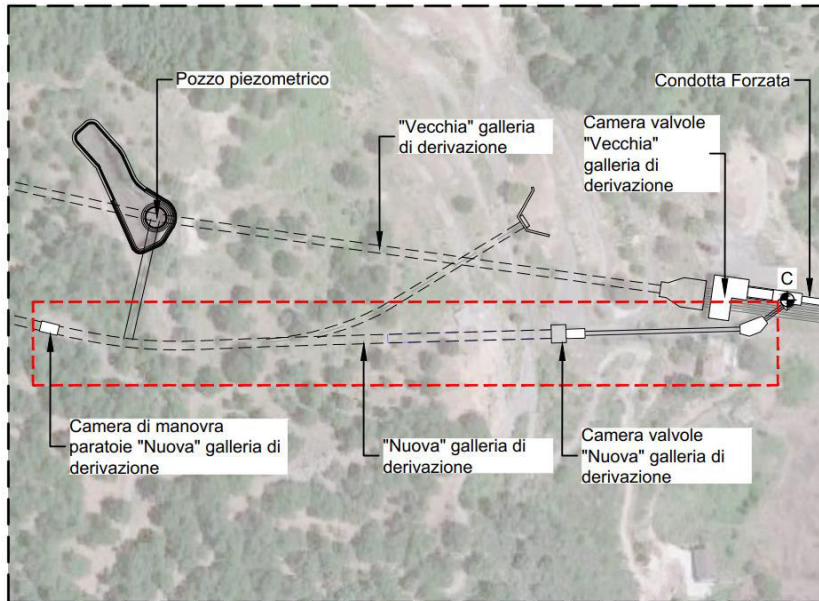 Pozzo piezometrico
Condotta Forzata
"Vecchia" galleria
di derivazione
Camera valvole
"Vecchia"
galleria di
derivazione
C
Camera di manovra
paratoie "Nuova" galleria di
derivazione
"Nuova" galleria di
derivazione
Camera valvole
"Nuova" galleria di
derivazione